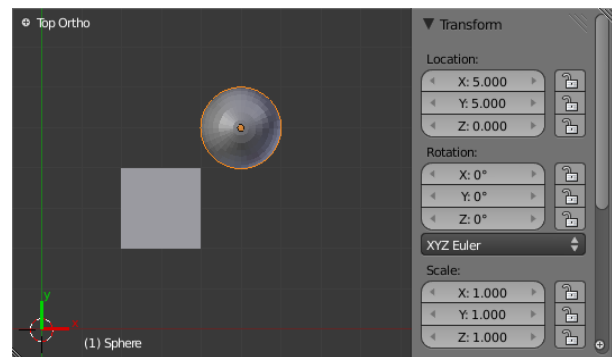 Top Ortho
y
x
(1) Sphere
Transform
Location:
X: 5.000
Y: 5.000
Z: 0.000
Rotation:
X: 0°
Y: 0°
Z: 0°
XYZ Euler
Scale:
X: 1.000
Y: 1.000
Z: 1.000